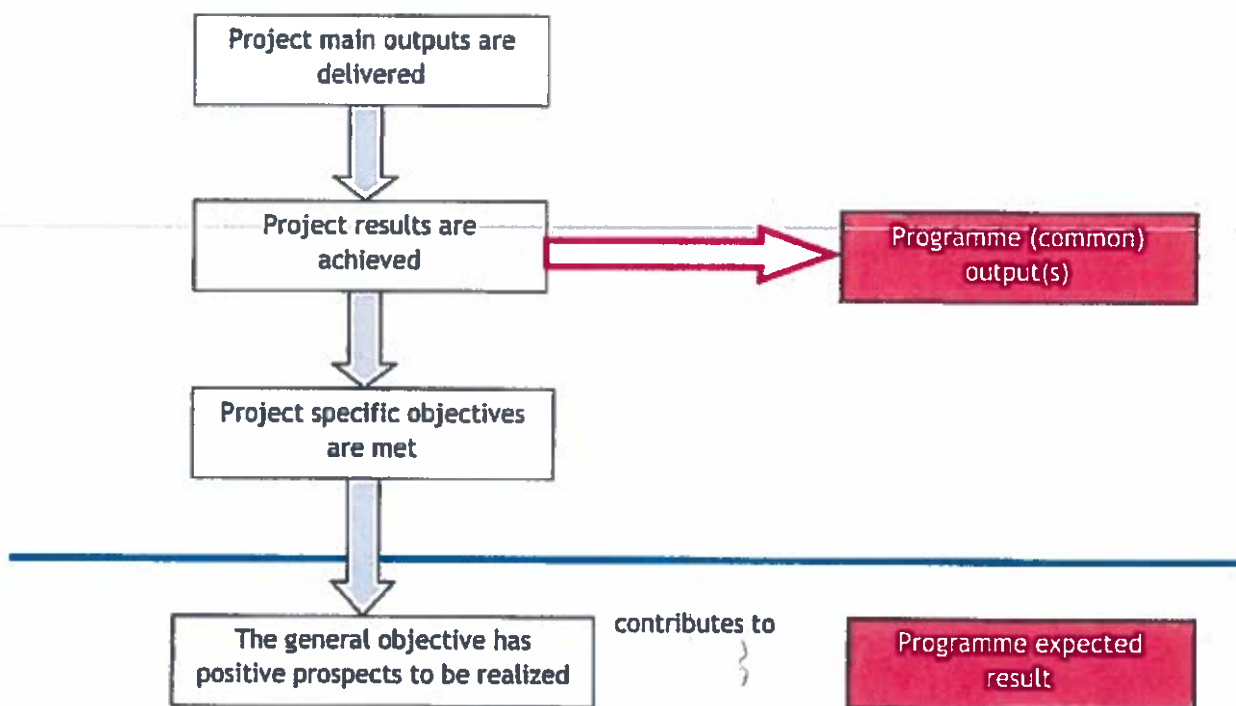 Project main outputs are
delivered
Project results are
achieved
Programme (common)
output(s)
Project specific objectives
are met
The general objective has
positive prospects to be realized
contributes to
Programme expected
result